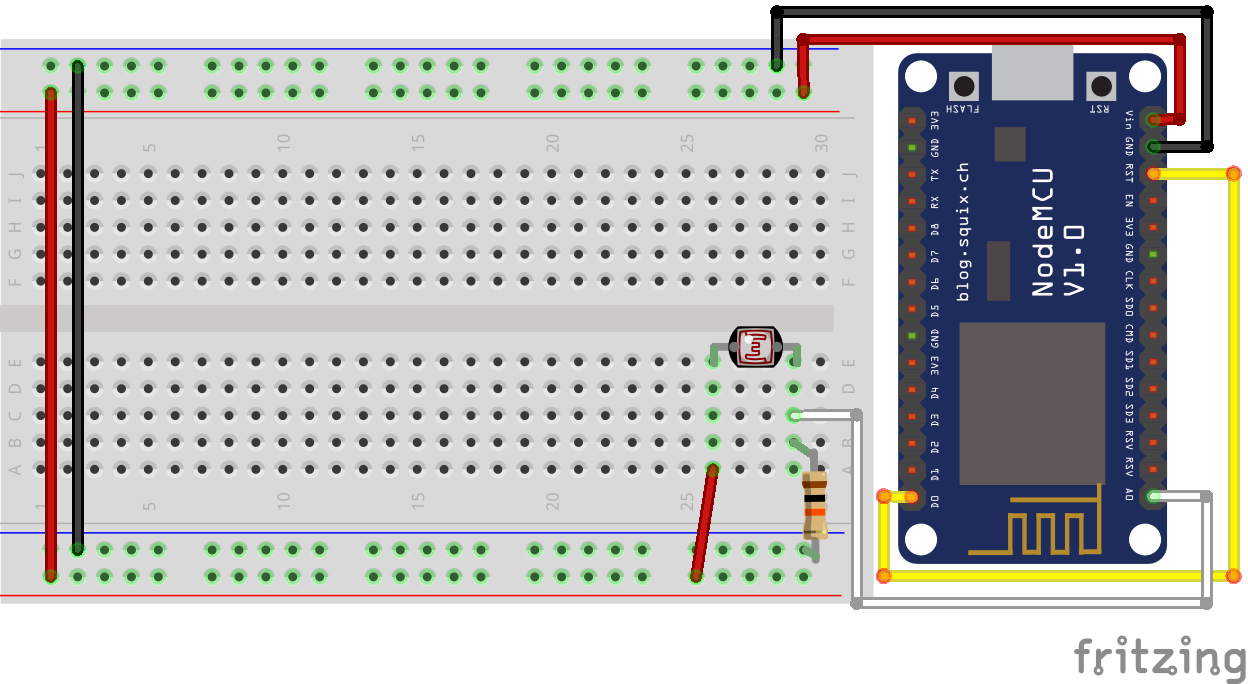 1 5 10 15 20 25 30
J J
I I
H H
G G
F F
E E
D D
C
B B
A A
1 5 10 15 20 25
FLASH RST
3V3 Vin
GND GND
TX RST
RX EN
D8 3V3
D7 GND
D6 CLK
D5 SDO
GND CMD
3V3 SD1
D4 SD2
D3 SD3
D2 RSV
D1 RSV
D0 A0
blog.squix.ch
NodeMCU
V1.0
fritzing